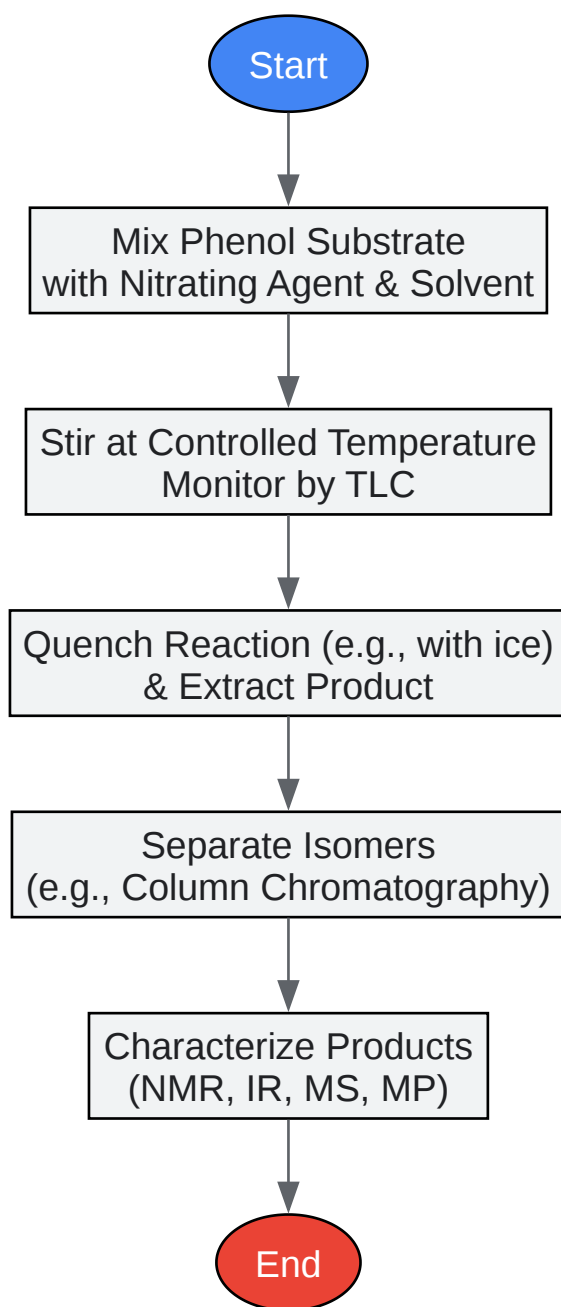 Start
Mix Phenol Substrate
with Nitrating Agent & Solvent
Stir at Controlled Temperature
Monitor by TLC
Quench Reaction (e.g., with ice)
& Extract Product
Separate Isomers
(e.g., Column Chromatography)
Characterize Products
(NMR, IR, MS, MP)
End